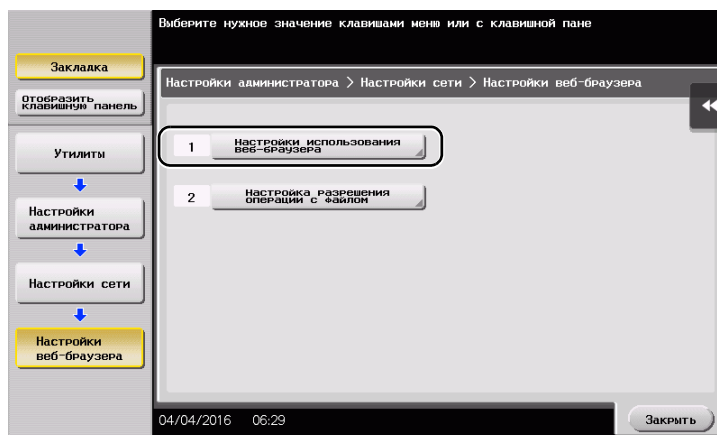 Выберите нужное значение клавишами меню или с клавишной пане
Закладка
Отобразить
клавишную панель
Утилиты
Настройки
администратора
Настройки сети
Настройки
веб-браузера
Настройки администратора > Настройки сети > Настройки веб-браузера
1
Настройки использования
веб-браузера
2
Настройка разрешения
операции с файлом
04/04/2016 06:29
Закрыть